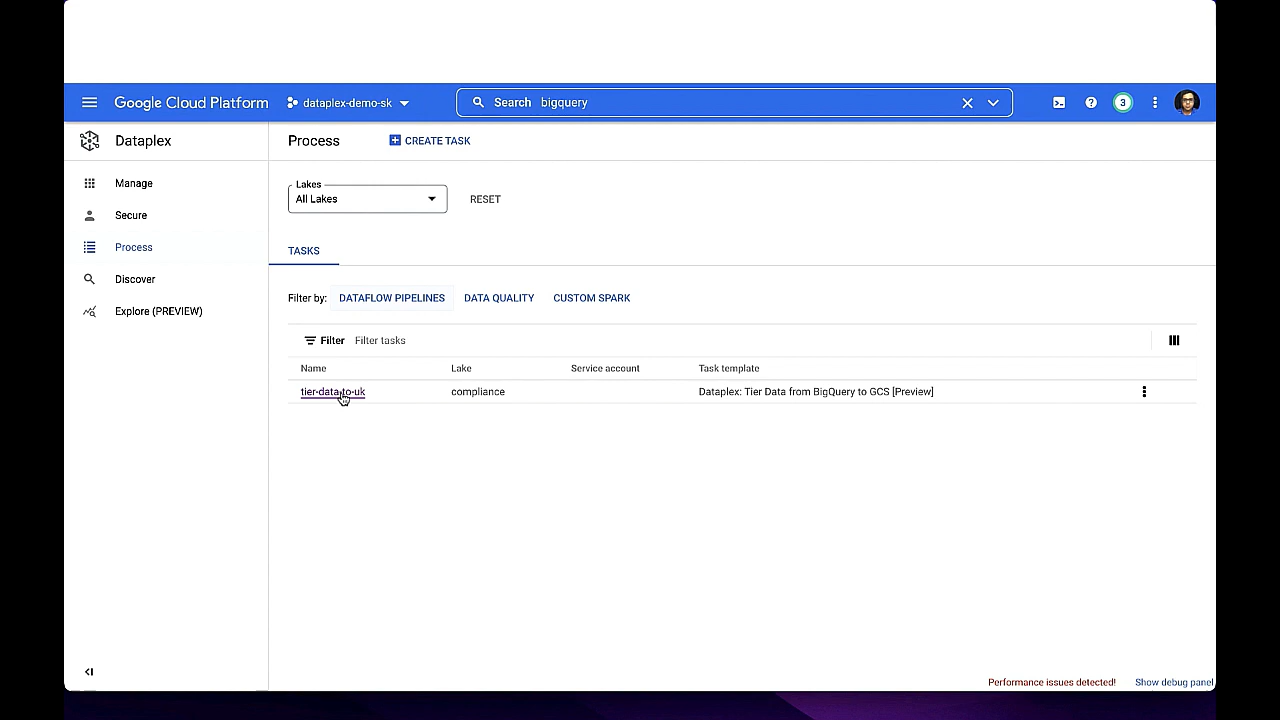 Google Cloud Platform dataplex-demo-sk Search bigquery 3
Dataplex
Process CREATE TASK
Manage
Secure
Process
Discover
Explore (PREVIEW)
Lakes
All Lakes RESET
TASKS
Filter by: DATAFLOW PIPELINES DATA QUALITY CUSTOM SPARK
Filter Filter tasks
Name Lake Service account Task template
tier-data-to-uk compliance Dataplex: Tier Data from BigQuery to GCS [Preview]
Performance issues detected! Show debug panel